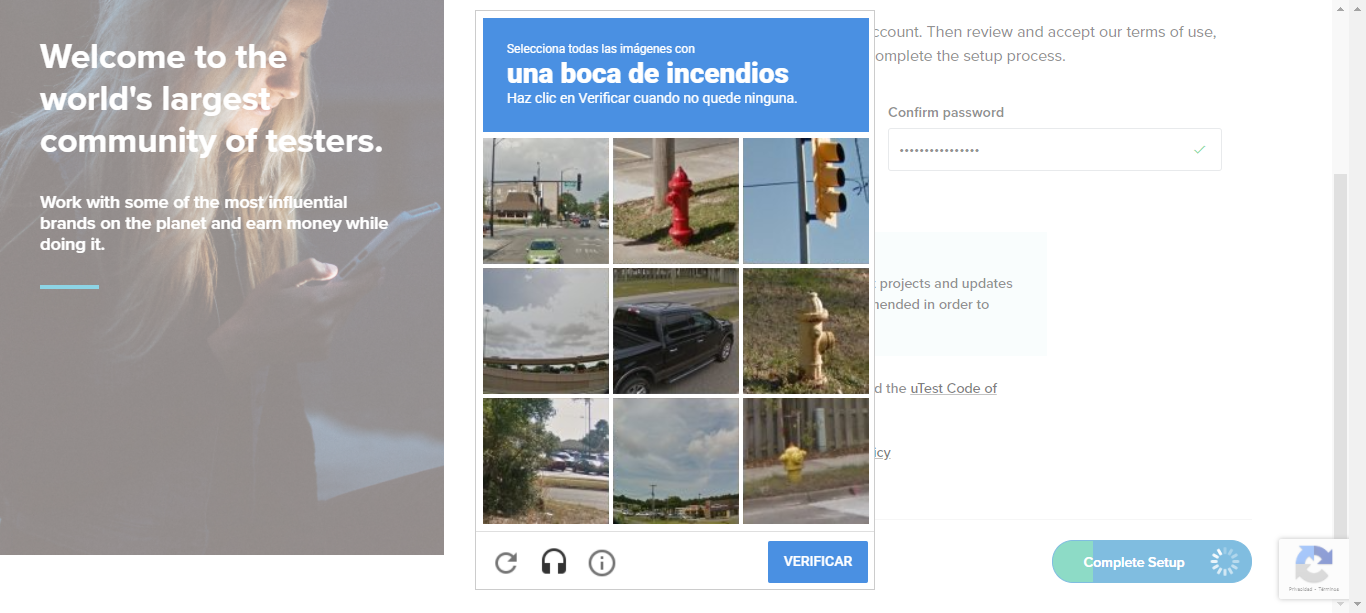 Welcome to the
world's largest
community of testers.
Work with some of the most influential
brands on the planet and earn money while
doing it.
Selecciona todas las imágenes con
una boca de incendios
Haz clic en Verificar cuando no quede ninguna.
VERIFICAR
ccount. Then review and accept our terms of use,
omplete the setup process.
Confirm password
projects and updates
ended in order to
d the uTest Code of
icy
Complete Setup
Privacidad - Términos